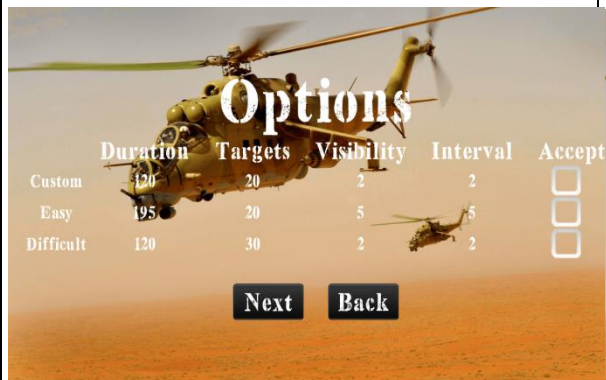 Options
Duration Targets Visibility Interval Accept
Custom 120 20 2 2
Easy 195 20 5 5
Difficult 120 30 2 2
Next Back